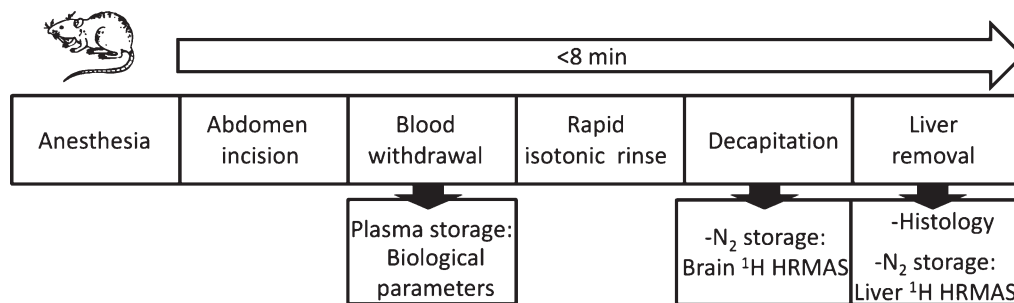 <8 min
Anesthesia
Abdomen
incision
Blood
withdrawal
Rapid
isotonic rinse
Decapitation
Liver
removal
Plasma storage:
Biological
parameters
-N₂ storage:
Brain ¹H HRMAS
-Histology
-N₂ storage:
Liver ¹H HRMAS